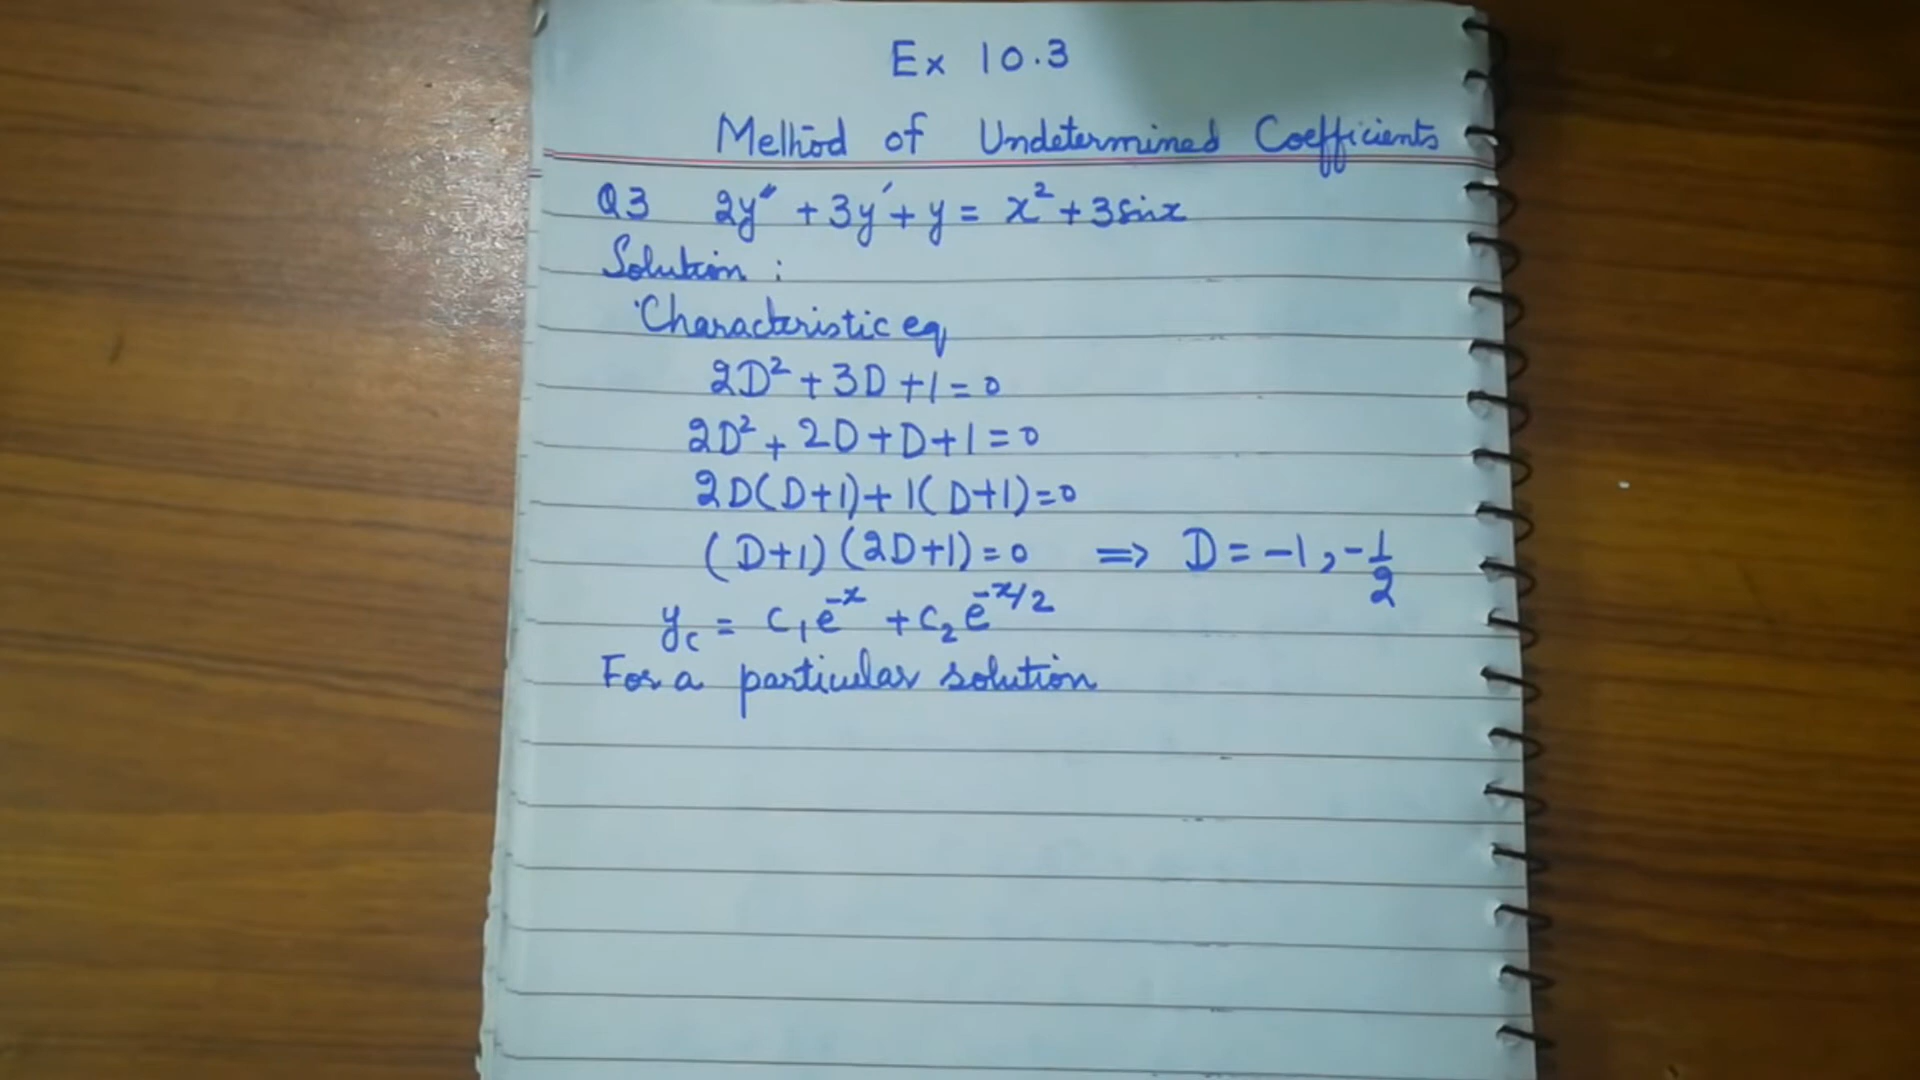 Ex 10.3
Method of Undetermined Coefficients
Q3 2y" + 3y' + y = x² + 3sinx
Solution :
Characteristic eq
2D² + 3D + 1 = 0
2D² + 2D + D + 1 = 0
2D(D+1) + 1(D+1) = 0
(D+1) (2D+1) = 0 ⇒ D = -1, -1/2
y_c = c₁e^{-x} + c₂e^{-x/2}
For a particular solution